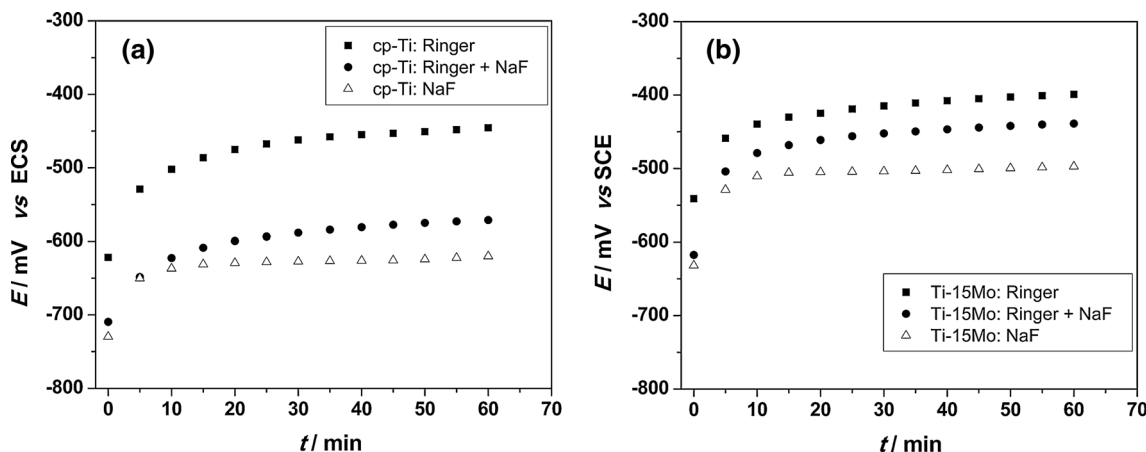 (a)
cp-Ti: Ringer
cp-Ti: Ringer + NaF
cp-Ti: NaF
E / mV vs ECS
-300
-400
-500
-600
-700
-800
0 10 20 30 40 50 60 70
t / min
(b)
Ti-15Mo: Ringer
Ti-15Mo: Ringer + NaF
Ti-15Mo: NaF
E / mV vs SCE
-300
-400
-500
-600
-700
-800
0 10 20 30 40 50 60 70
t / min